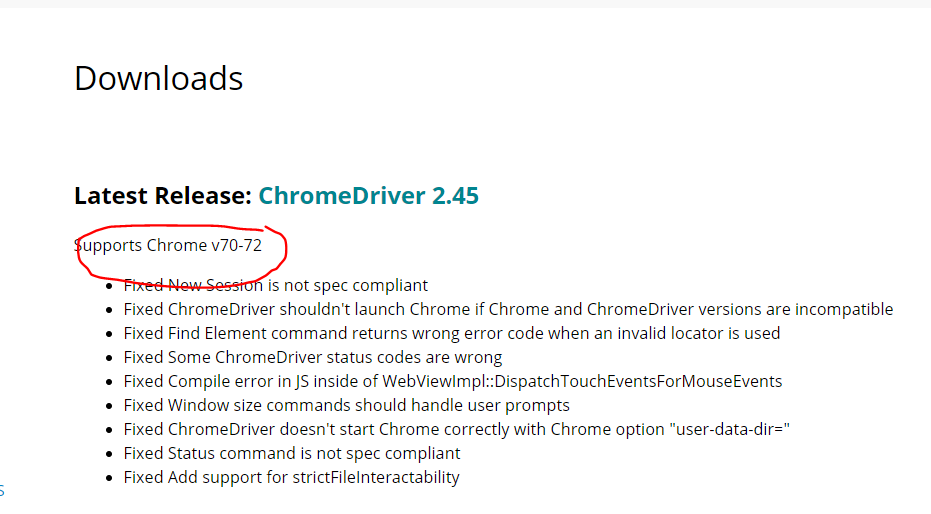 Downloads
Latest Release: ChromeDriver 2.45
Supports Chrome v70-72
Fixed New Session is not spec compliant
Fixed ChromeDriver shouldn't launch Chrome if Chrome and ChromeDriver versions are incompatible
Fixed Find Element command returns wrong error code when an invalid locator is used
Fixed Some ChromeDriver status codes are wrong
Fixed Compile error in JS inside of WebViewImpl::DispatchTouchEventsForMouseEvents
Fixed Window size commands should handle user prompts
Fixed ChromeDriver doesn't start Chrome correctly with Chrome option "user-data-dir="
Fixed Status command is not spec compliant
Fixed Add support for strictFileInteractability